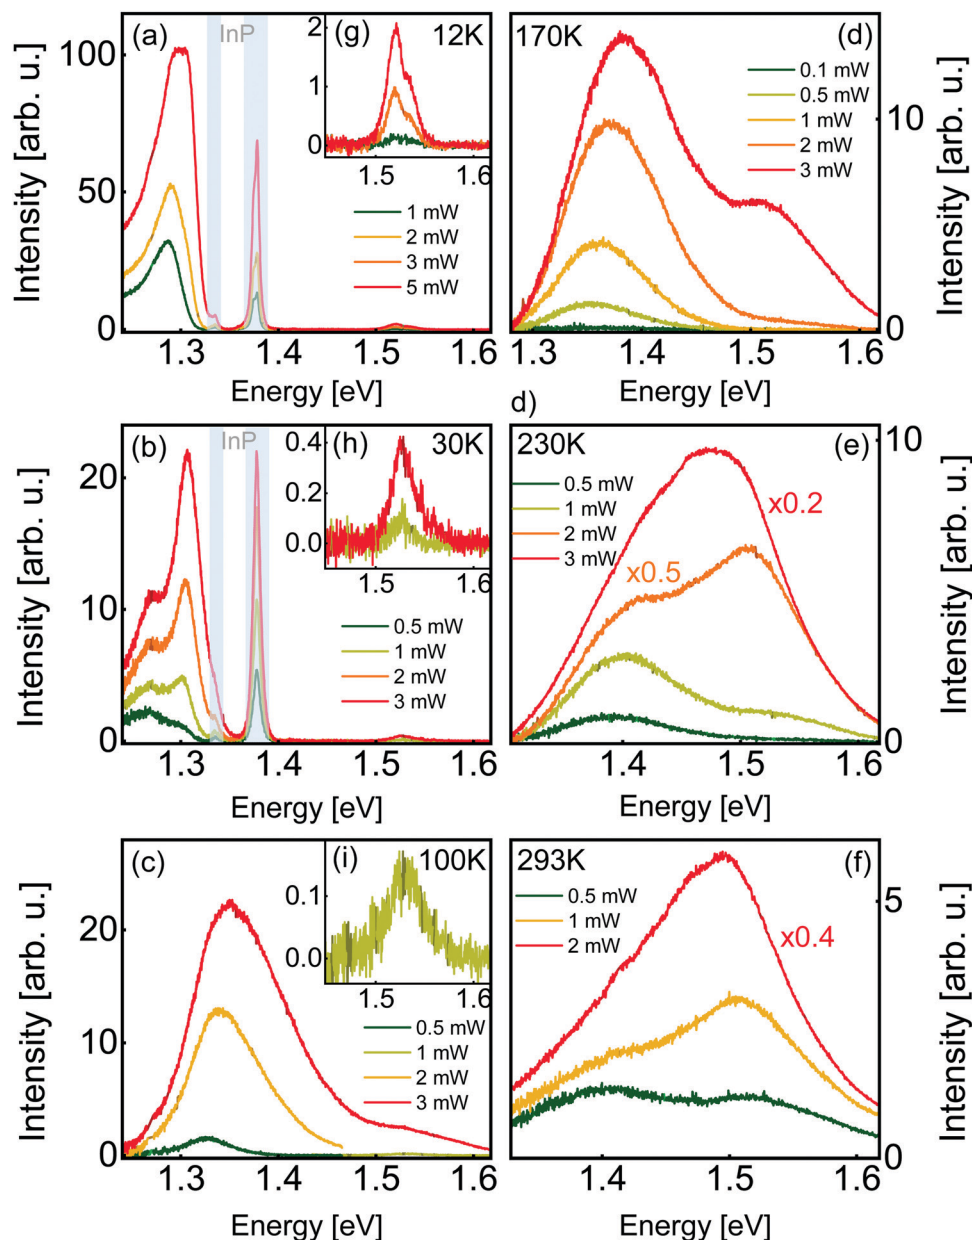 (a)
InP
(g)
12K
Intensity [arb. u.]
100
50
0
2
1
0
1.5
1.6
1 mW
2 mW
3 mW
5 mW
1.3
1.4
1.5
1.6
Energy [eV]
170K
(d)
0.1 mW
0.5 mW
1 mW
2 mW
3 mW
10
0
Intensity [arb. u.]
1.3
1.4
1.5
1.6
Energy [eV]
d)
(b)
InP
(h)
30K
Intensity [arb. u.]
20
10
0
0.4
0.2
0.0
1.5
1.6
0.5 mW
1 mW
2 mW
3 mW
1.3
1.4
1.5
1.6
Energy [eV]
230K
(e)
0.5 mW
1 mW
2 mW
3 mW
x0.2
x0.5
10
0
Intensity [arb. u.]
1.4
1.5
1.6
Energy [eV]
(c)
(i)
100K
Intensity [arb. u.]
20
10
0
0.1
0.0
1.5
1.6
0.5 mW
1 mW
2 mW
3 mW
1.3
1.4
1.5
1.6
Energy [eV]
293K
(f)
0.5 mW
1 mW
2 mW
x0.4
5
0
Intensity [arb. u.]
1.4
1.5
Energy [eV]